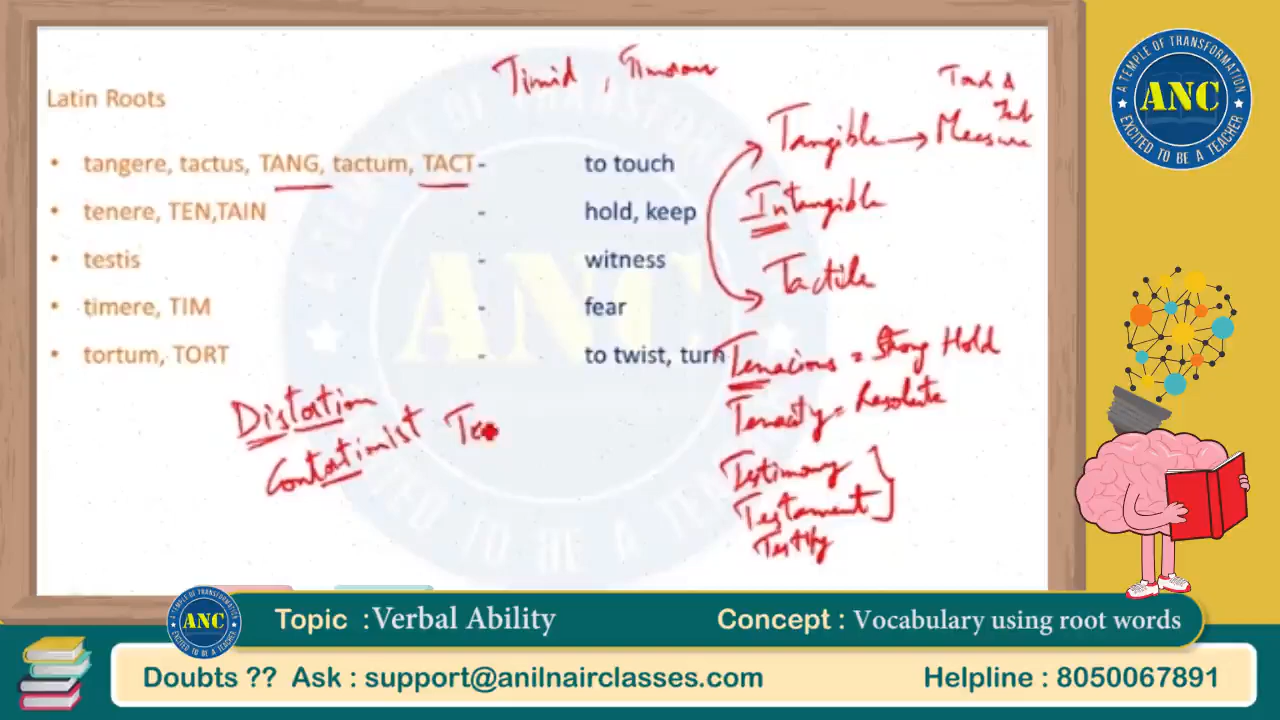 Timid , Timorous
Latin Roots
Tangible → Measure
• tangere, tactus, TANG, tactum, TACT - to touch
Intangible
• tenere, TEN,TAIN - hold, keep
• testis - witness
Tactile
• timere, TIM - fear
• tortum, TORT - to twist, turn
Tenacious = Strong Hold
Tenacity = Resolute
Distortion
Contortionist
Testimony
Testament
Testify
A TEMPLE OF TRANSFORMATION
ANC
EXCITED TO BE A TEACHER
ANC
Topic : Verbal Ability
Concept : Vocabulary using root words
Doubts ?? Ask : support@anilnairclasses.com
Helpline : 8050067891